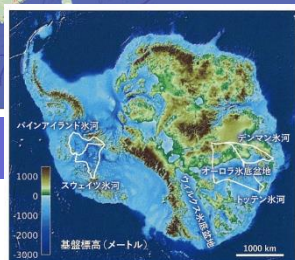 パインアイランド氷河
スウェイツ氷河
デンマン氷河
オーロラ氷底盆地
トッテン氷河
ウィルクス氷底盆地
1000
0
-1000
-2000
-3000
基盤標高（メートル）
1000 km